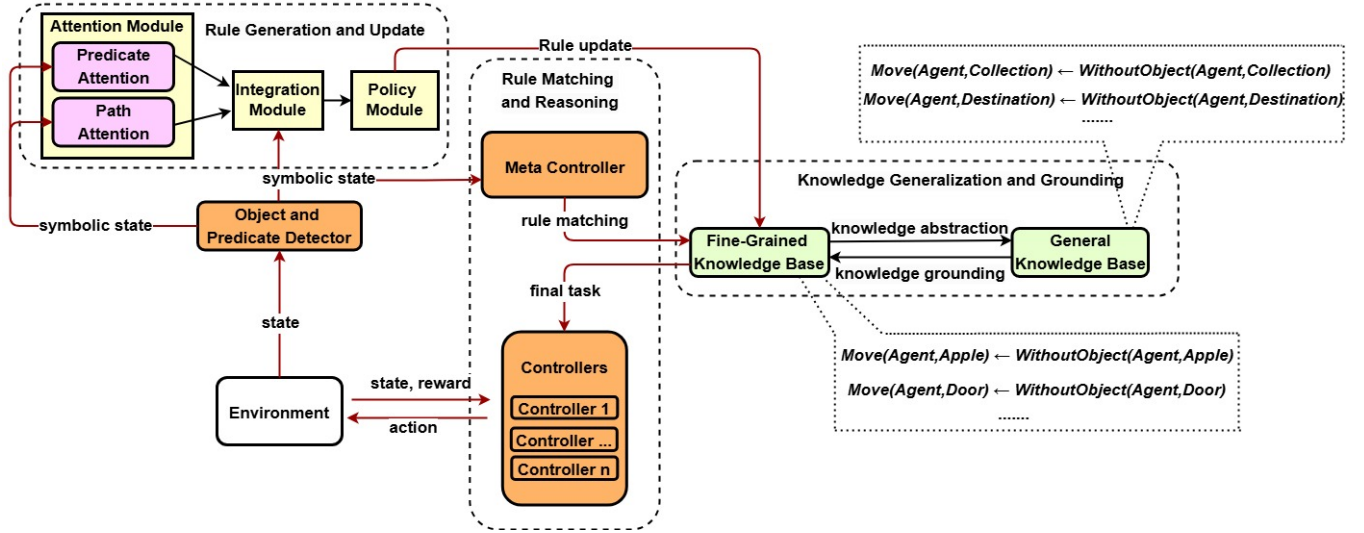 Attention Module
Rule Generation and Update
Predicate
Attention
Path
Attention
Integration
Module
Policy
Module
Rule update
Rule Matching
and Reasoning
Move(Agent,Collection) ← WithoutObject(Agent,Collection)
Move(Agent,Destination) ← WithoutObject(Agent,Destination)
.......
Meta Controller
symbolic state
Knowledge Generalization and Grounding
symbolic state
Object and
Predicate Detector
rule matching
Fine-Grained
Knowledge Base
knowledge abstraction
knowledge grounding
General
Knowledge Base
final task
state
Move(Agent,Apple) ← WithoutObject(Agent,Apple)
Move(Agent,Door) ← WithoutObject(Agent,Door)
.......
Environment
state, reward
action
Controllers
Controller 1
Controller ...
Controller n